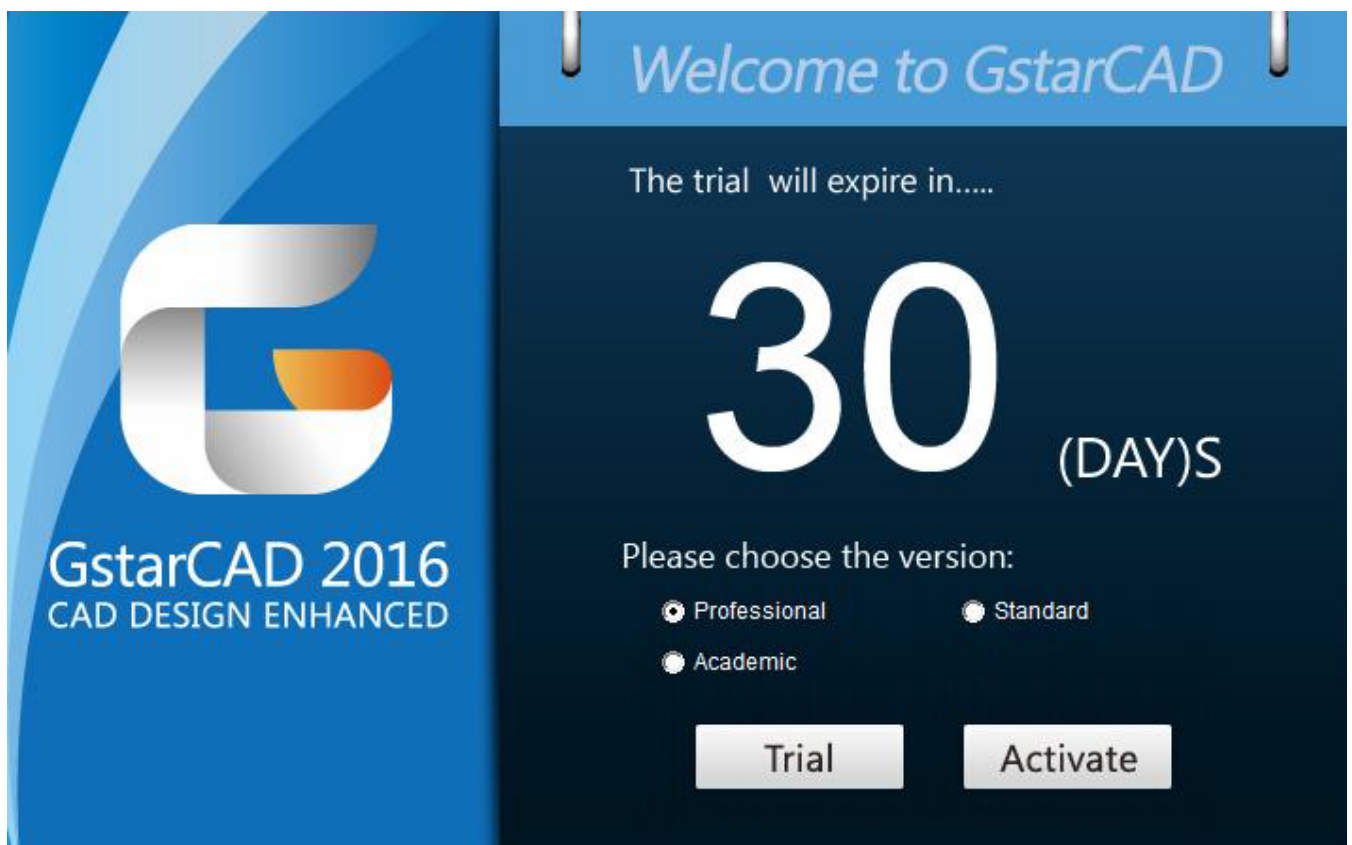 Welcome to GstarCAD
The trial will expire in.....
30
(DAY)S
GstarCAD 2016
CAD DESIGN ENHANCED
Please choose the version:
Professional
Standard
Academic
Trial
Activate